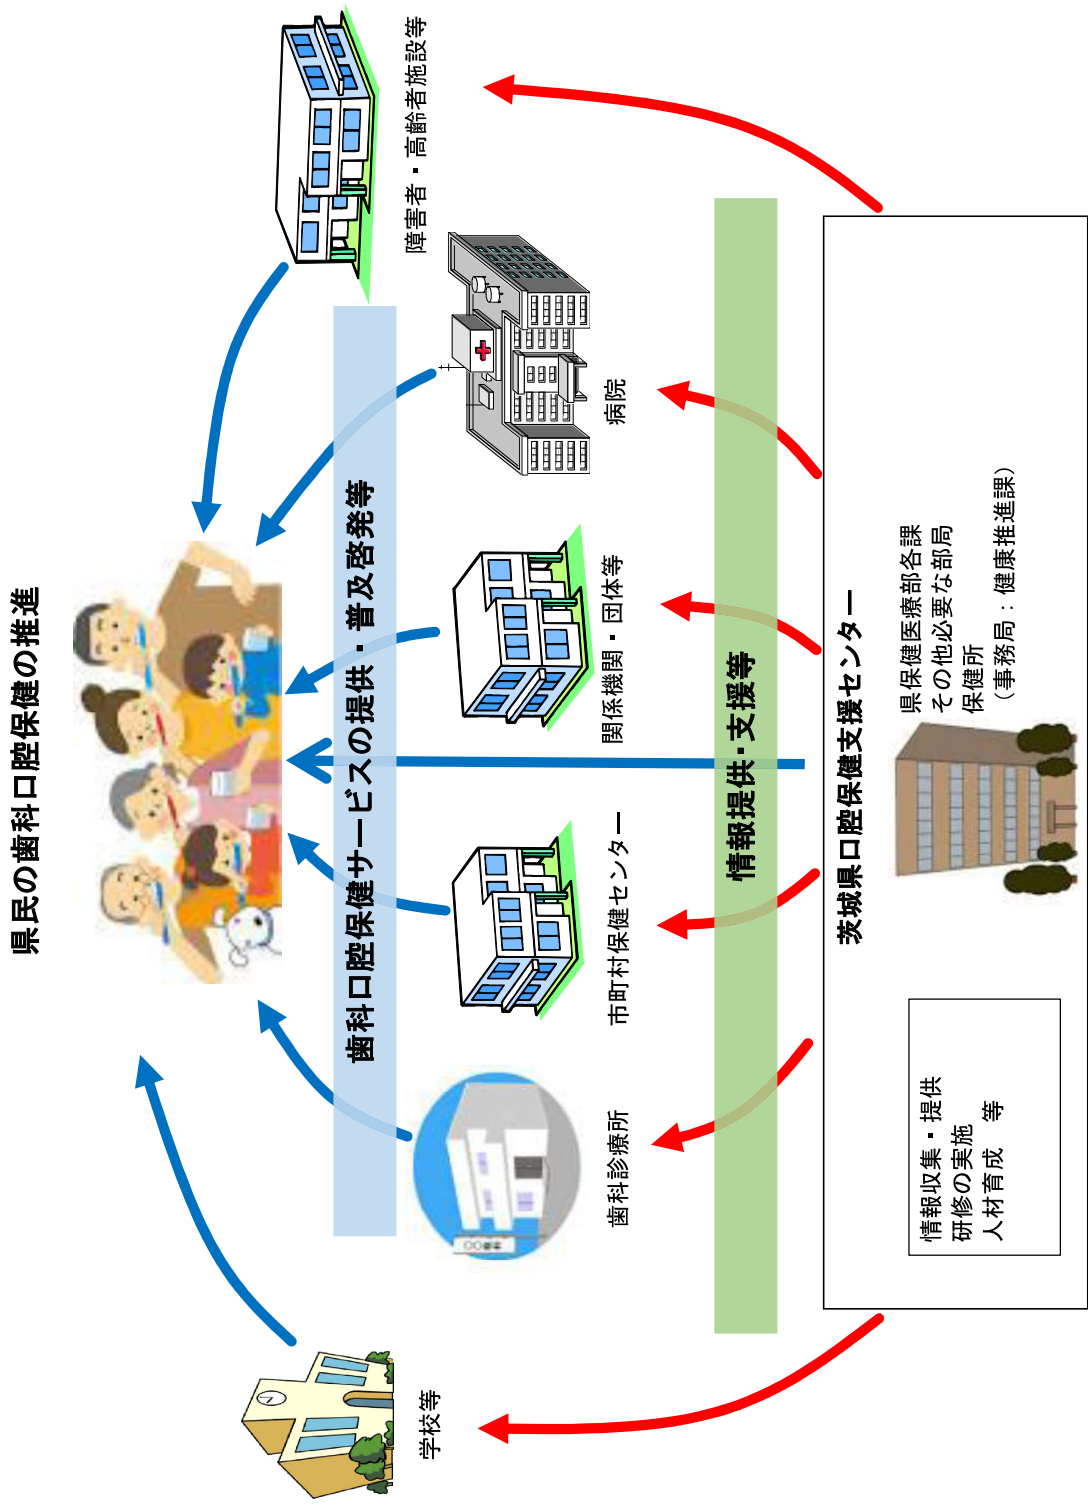 県民の歯科口腔保健の推進
歯科口腔保健サービスの提供・普及啓発等
学校等
歯科診療所
市町村保健センター
関係機関・団体等
病院
障害者・高齢者施設等
情報提供・支援等
茨城県口腔保健支援センター
情報収集・提供
研修の実施
人材育成　等
県保健医療部各課
その他必要な部局
保健所
（事務局：健康推進課）